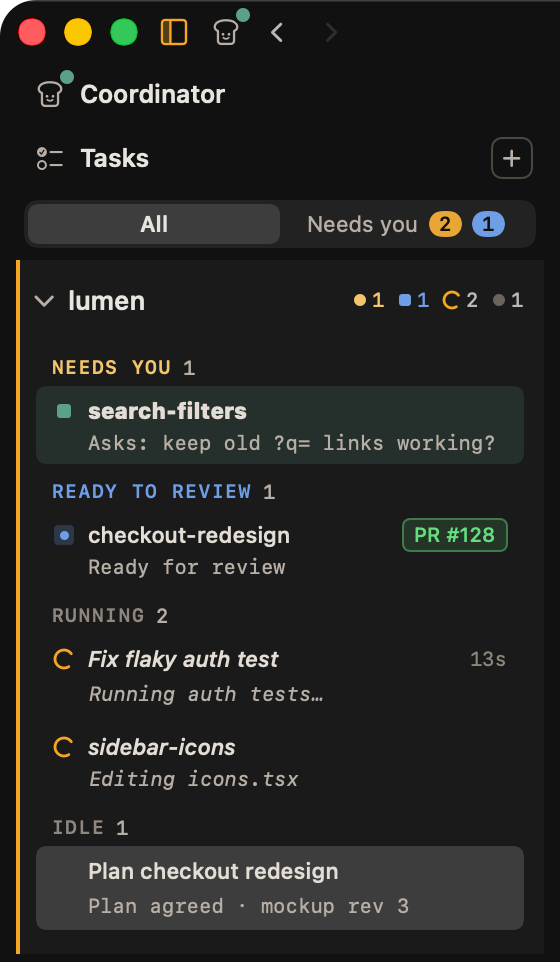 Coordinator
Tasks
All
Needs you 2 1
lumen 1 1 2 1
NEEDS YOU 1
search-filters
Asks: keep old ?q= links working?
READY TO REVIEW 1
checkout-redesign PR #128
Ready for review
RUNNING 2
Fix flaky auth test 13s
Running auth tests…
sidebar-icons
Editing icons.tsx
IDLE 1
Plan checkout redesign
Plan agreed · mockup rev 3